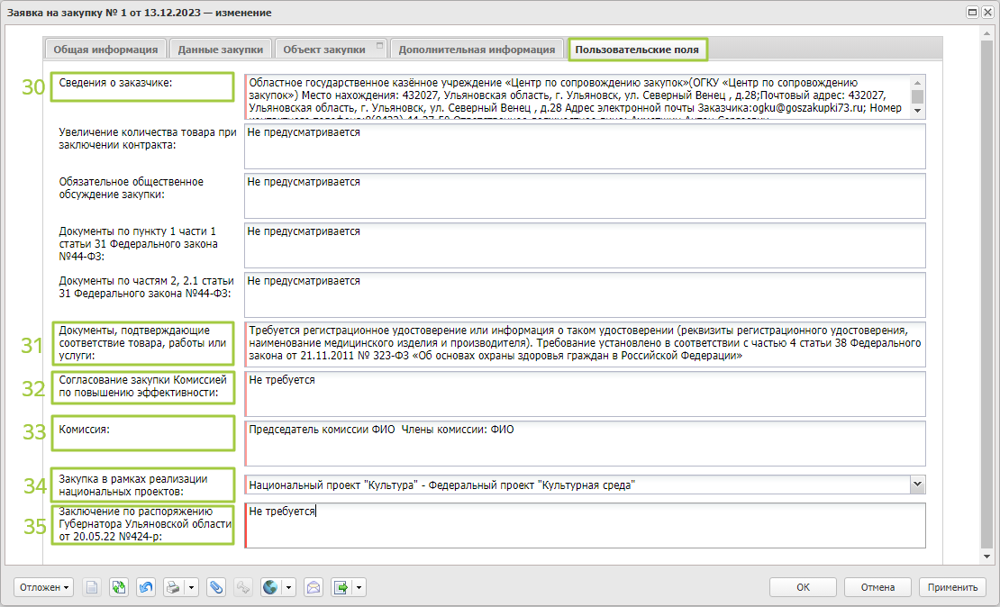 Заявка на закупку № 1 от 13.12.2023 — изменение
Общая информация
Данные закупки
Объект закупки
Дополнительная информация
Пользовательские поля
30
Сведения о заказчике:
Областное государственное казённое учреждение «Центр по сопровождению закупок»(ОГКУ «Центр по сопровождению
закупок») Место нахождения: 432027, Ульяновская область, г. Ульяновск, ул. Северный Венец , д.28;Почтовый адрес: 432027,
Ульяновская область, г. Ульяновск, ул. Северный Венец , д.28 Адрес электронной почты Заказчика:ogku@goszakupki73.ru; Номер
Увеличение количества товара при
заключении контракта:
Не предусматривается
Обязательное общественное
обсуждение закупки:
Не предусматривается
Документы по пункту 1 части 1
статьи 31 Федерального закона
№44-ФЗ:
Не предусматривается
Документы по частям 2, 2.1 статьи
31 Федерального закона №44-ФЗ:
Не предусматривается
31
Документы, подтверждающие
соответствие товара, работы или
услуги:
Требуется регистрационное удостоверение или информация о таком удостоверении (реквизиты регистрационного удостоверения,
наименование медицинского изделия и производителя). Требование установлено в соответствии с частью 4 статьи 38 Федерального
закона от 21.11.2011 № 323-ФЗ «Об основах охраны здоровья граждан в Российской Федерации»
32
Согласование закупки Комиссией
по повышению эффективности:
Не требуется
33
Комиссия:
Председатель комиссии ФИО  Члены комиссии: ФИО
34
Закупка в рамках реализации
национальных проектов:
Национальный проект "Культура" - Федеральный проект "Культурная среда"
35
Заключение по распоряжению
Губернатора Ульяновской области
от 20.05.22 №424-р:
Не требуется
Отложен
ОК
Отмена
Применить